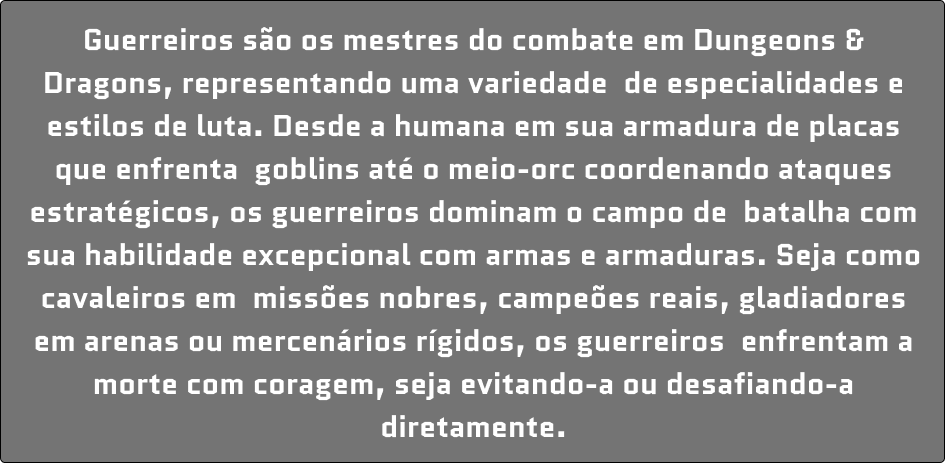 Guerreiros são os mestres do combate em Dungeons &
Dragons, representando uma variedade  de especialidades e
estilos de luta. Desde a humana em sua armadura de placas
que enfrenta  goblins até o meio-orc coordenando ataques
estratégicos, os guerreiros dominam o campo de  batalha com
sua habilidade excepcional com armas e armaduras. Seja como
cavaleiros em  missões nobres, campeões reais, gladiadores
em arenas ou mercenários rígidos, os guerreiros  enfrentam a
morte com coragem, seja evitando-a ou desafiando-a
diretamente.